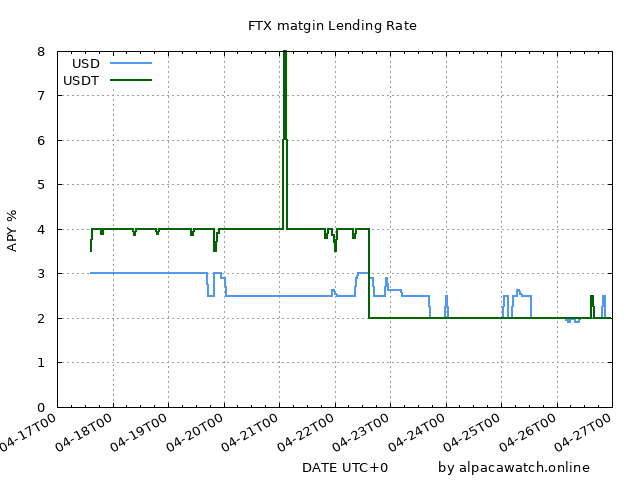 FTX matgin Lending Rate
USD
USDT
8
7
6
5
4
3
2
1
0
APY %
04-17T00
04-18T00
04-19T00
04-20T00
04-21T00
04-22T00
04-23T00
04-24T00
04-25T00
04-26T00
04-27T00
DATE UTC+0
by alpacawatch.online